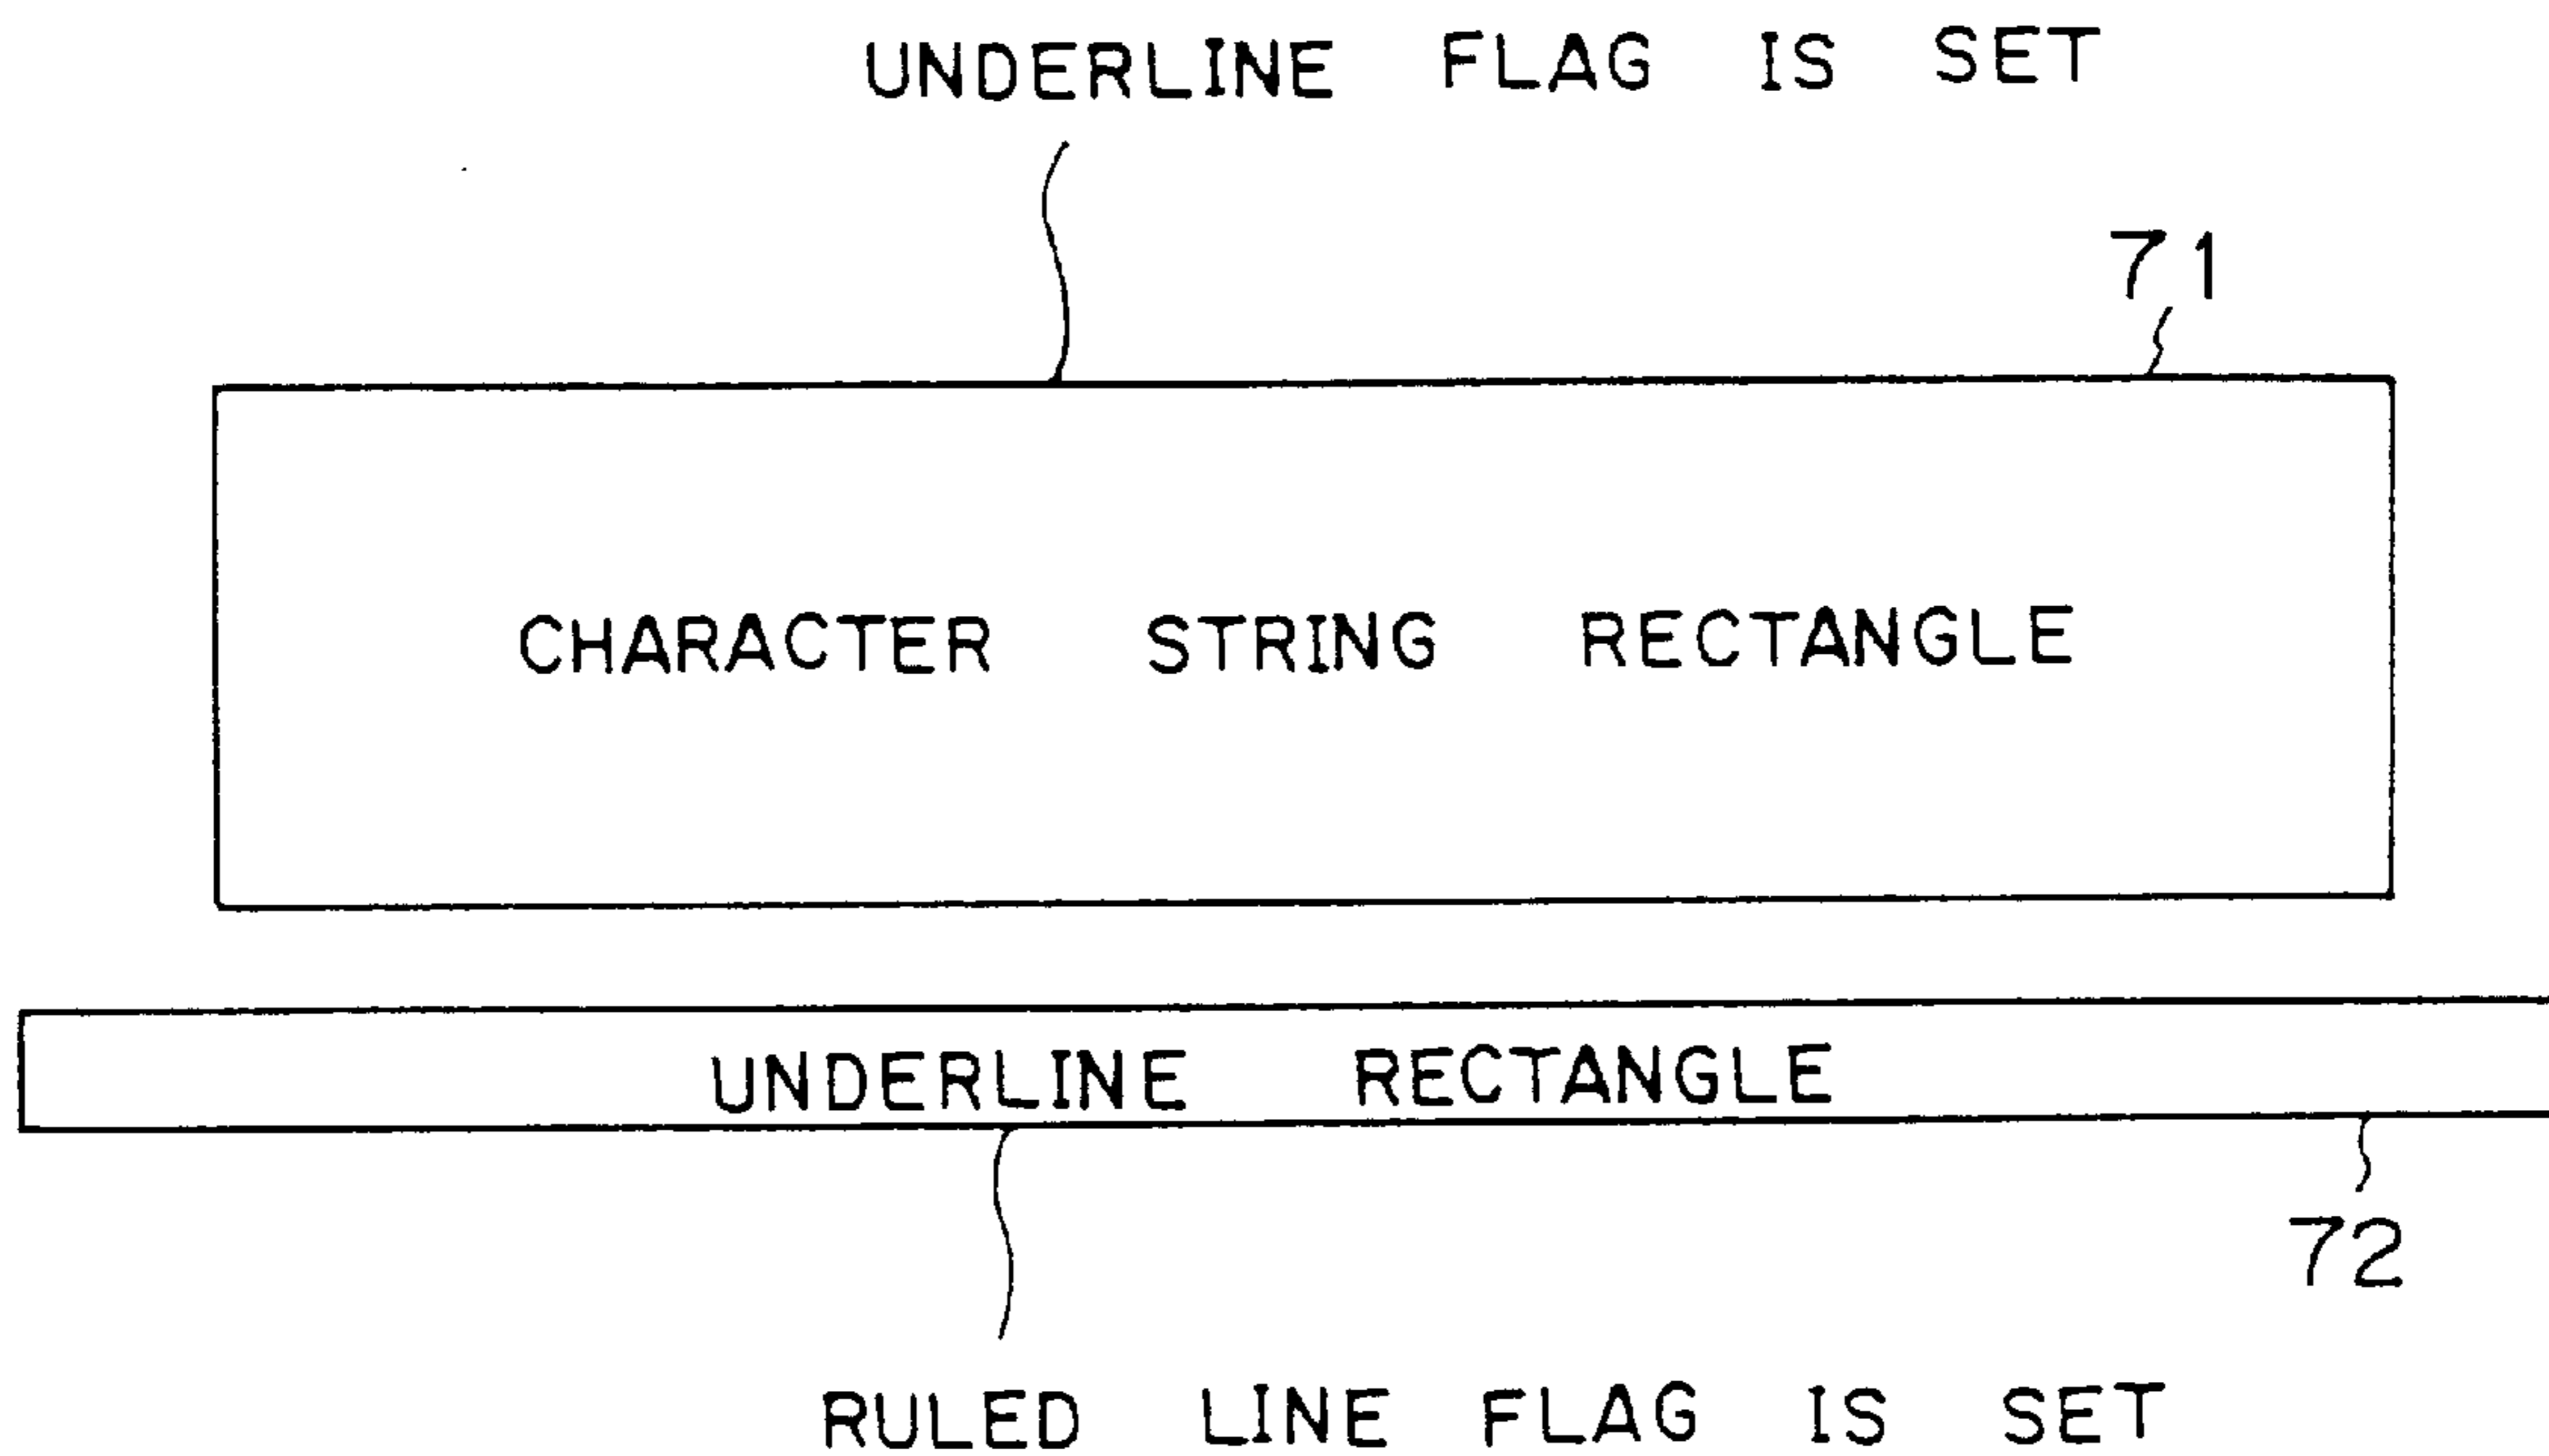 UNDERLINE FLAG IS SET
71
CHARACTER STRING RECTANGLE
UNDERLINE RECTANGLE
72
RULED LINE FLAG IS SET